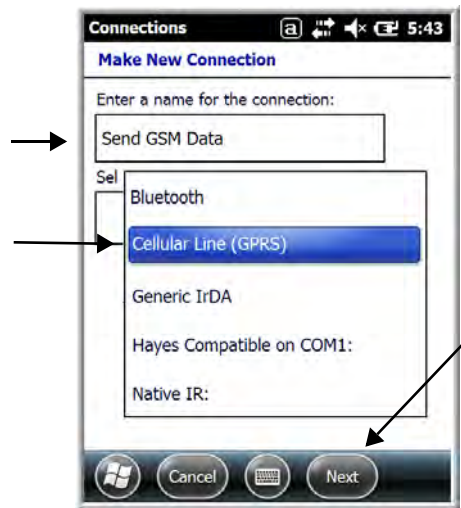 Connections a 5:43
Make New Connection
Enter a name for the connection:
Send GSM Data
Sel
Bluetooth
Cellular Line (GPRS)
Generic IrDA
Hayes Compatible on COM1:
Native IR:
Cancel Next